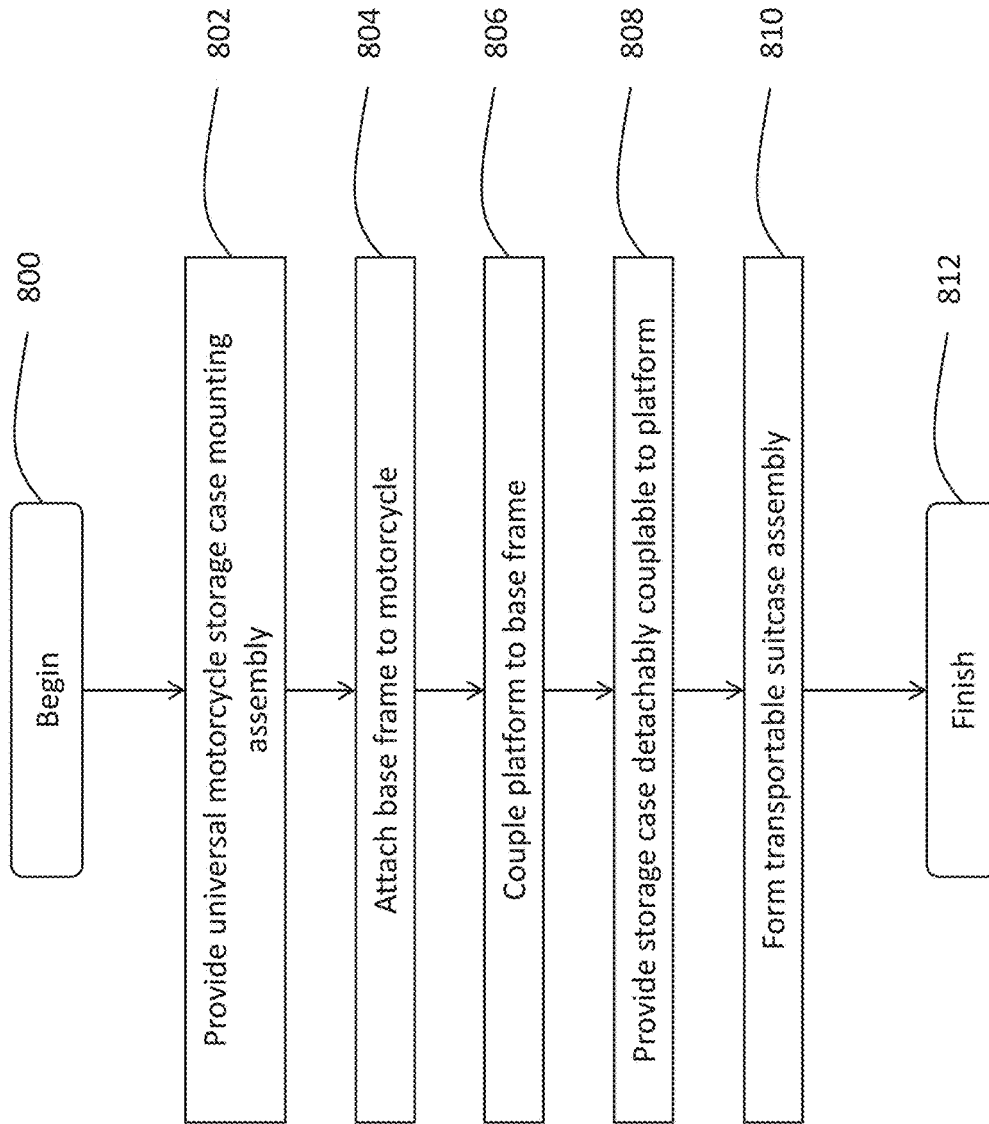 Begin
800
Provide universal motorcycle storage case mounting
assembly
802
Attach base frame to motorcycle
804
Couple platform to base frame
806
Provide storage case detachably couplable to platform
808
Form transportable suitcase assembly
810
Finish
812